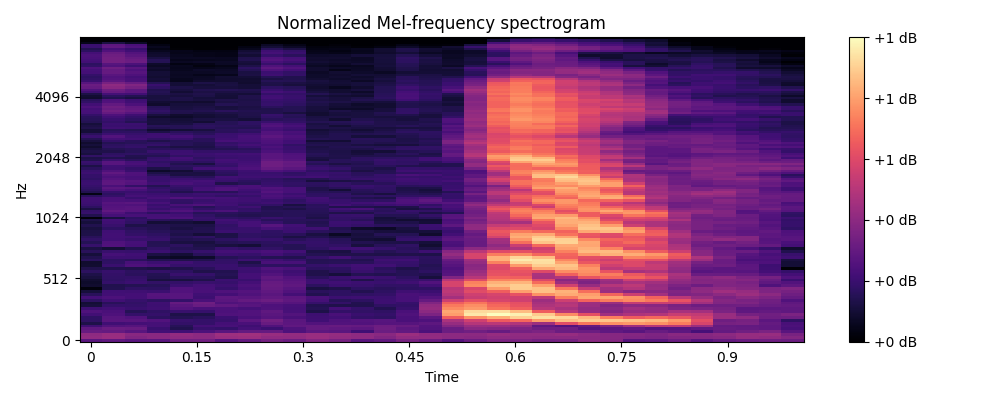 Normalized Mel-frequency spectrogram
+1 dB
4096
+1 dB
2048
+1 dB
Hz
1024
+0 dB
512
+0 dB
0
+0 dB
0 0.15 0.3 0.45 0.6 0.75 0.9
Time